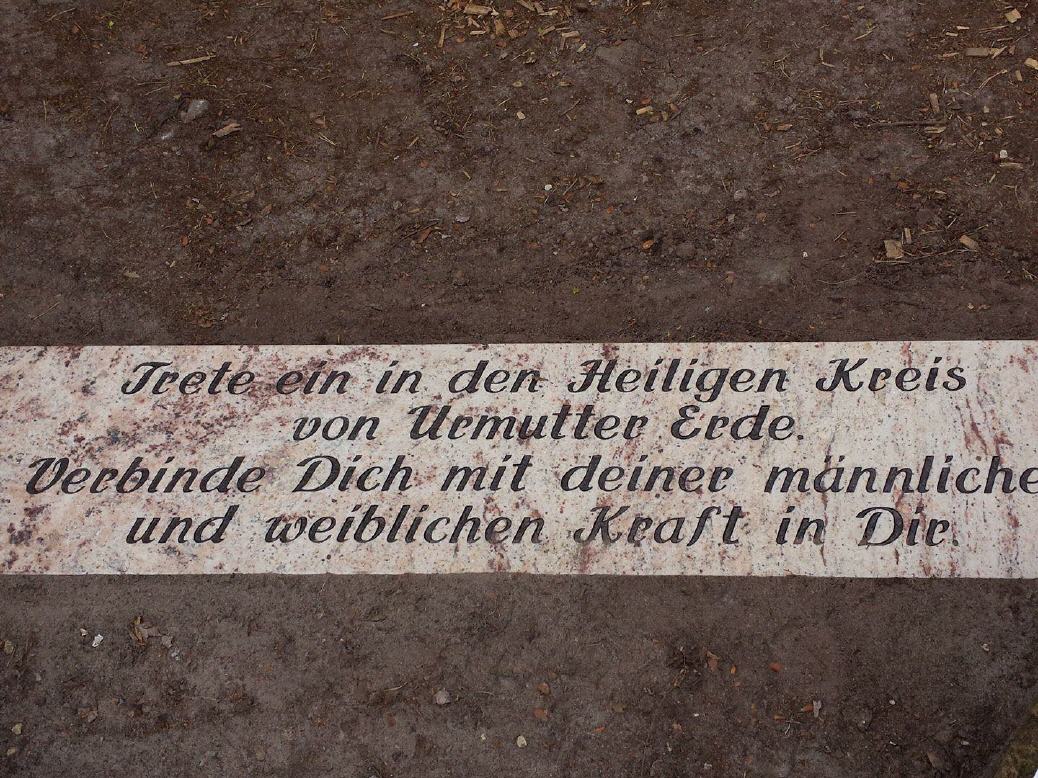 Trete ein in den Heiligen Kreis
von Urmutter Erde.
Verbinde Dich mit deiner männliche
und weiblichen Kraft in Dir.